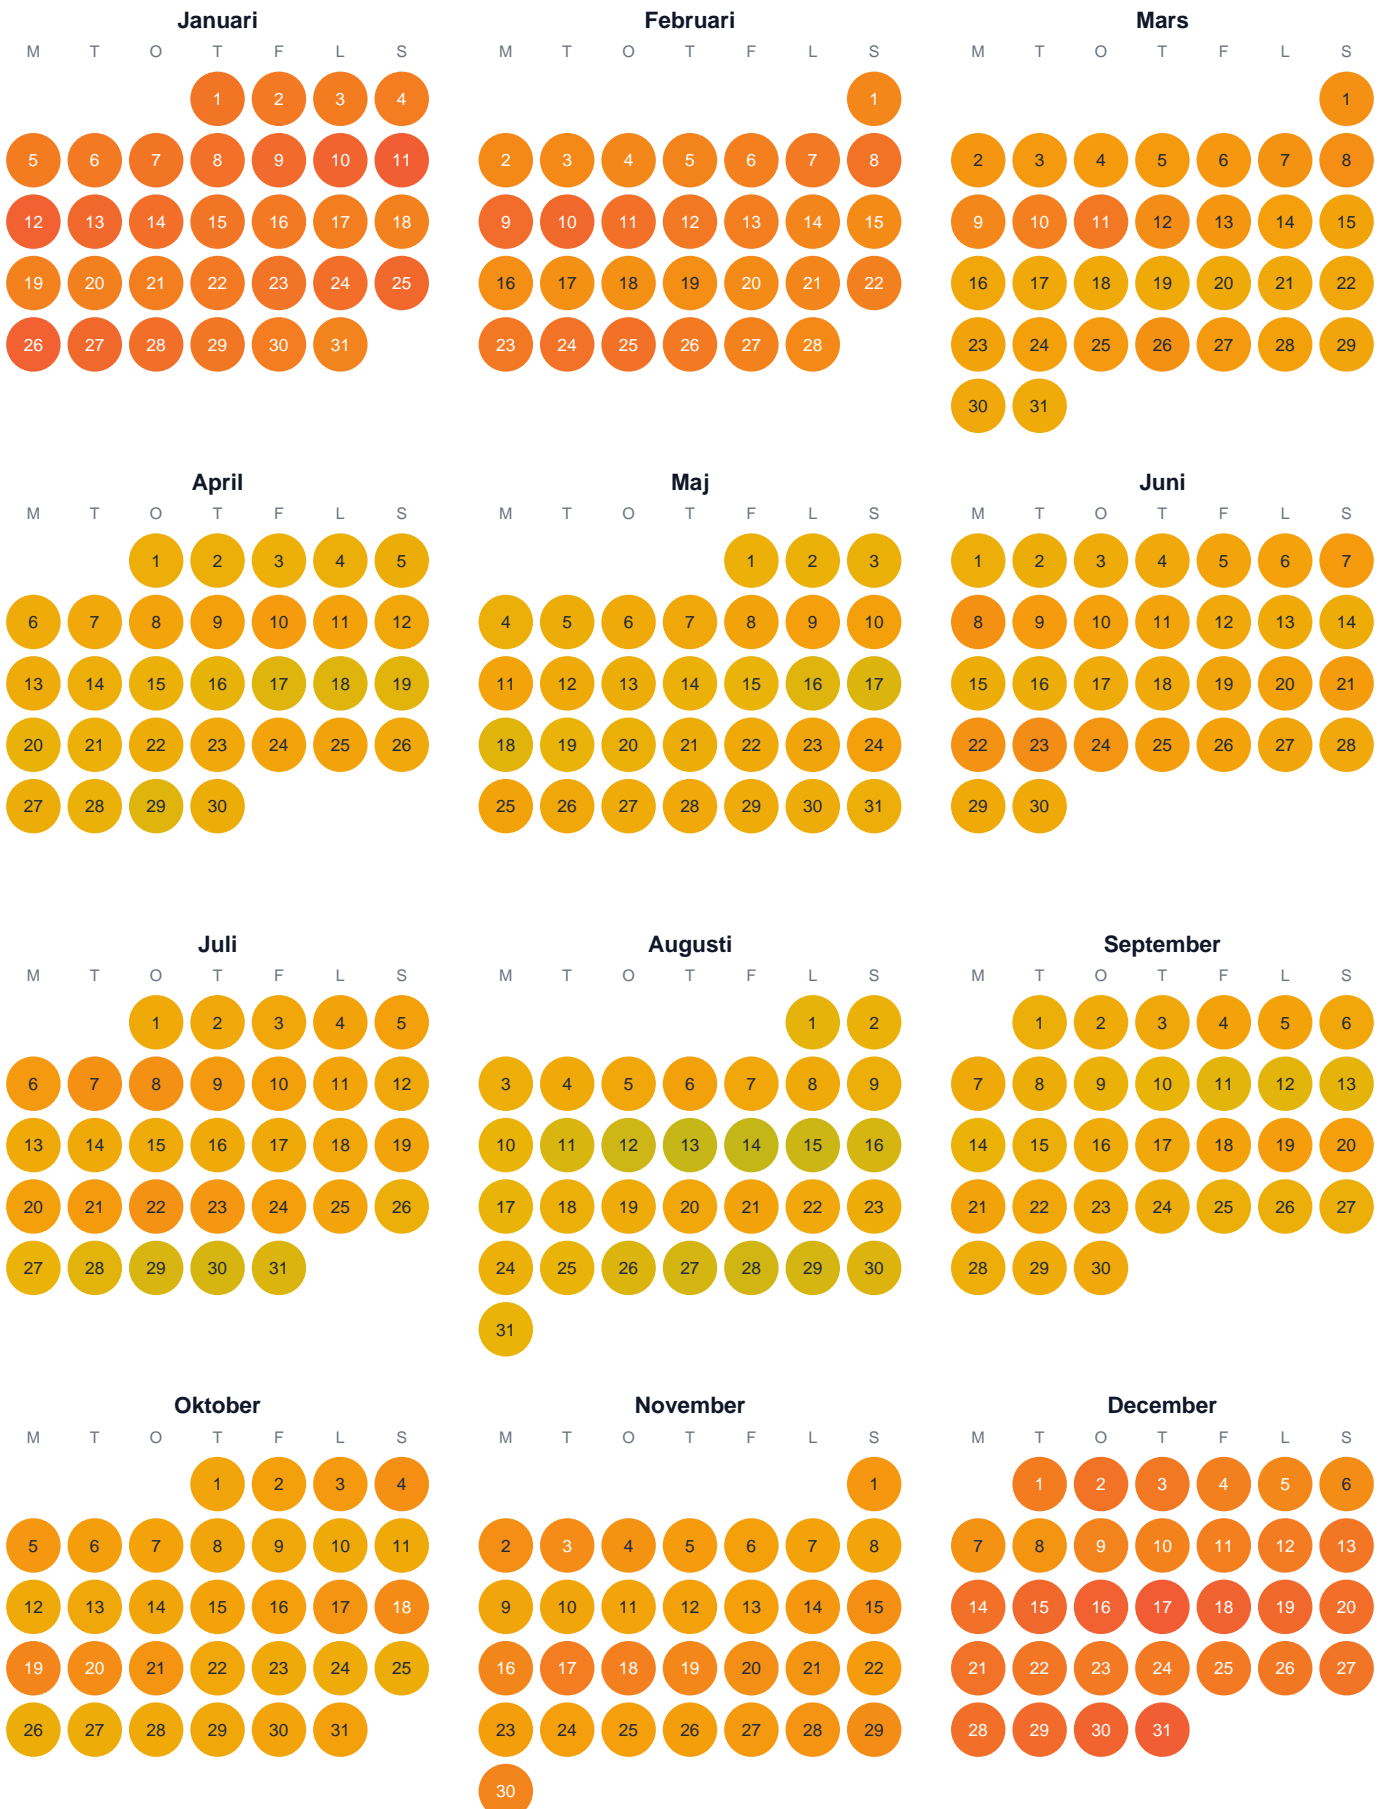 Januari Februari Mars
M T O T F L S M T O T F L S M T O T F L S
1 2 3 4 1 1
5 6 7 8 9 10 11 2 3 4 5 6 7 8 2 3 4 5 6 7 8
12 13 14 15 16 17 18 9 10 11 12 13 14 15 9 10 11 12 13 14 15
19 20 21 22 23 24 25 16 17 18 19 20 21 22 16 17 18 19 20 21 22
26 27 28 29 30 31 23 24 25 26 27 28 23 24 25 26 27 28 29
30 31
April Maj Juni
M T O T F L S M T O T F L S M T O T F L S
1 2 3 4 5 1 2 3 1 2 3 4 5 6 7
6 7 8 9 10 11 12 4 5 6 7 8 9 10 8 9 10 11 12 13 14
13 14 15 16 17 18 19 11 12 13 14 15 16 17 15 16 17 18 19 20 21
20 21 22 23 24 25 26 18 19 20 21 22 23 24 22 23 24 25 26 27 28
27 28 29 30 25 26 27 28 29 30 31 29 30
Juli Augusti September
M T O T F L S M T O T F L S M T O T F L S
1 2 3 4 5 1 2 1 2 3 4 5 6
6 7 8 9 10 11 12 3 4 5 6 7 8 9 7 8 9 10 11 12 13
13 14 15 16 17 18 19 10 11 12 13 14 15 16 14 15 16 17 18 19 20
20 21 22 23 24 25 26 17 18 19 20 21 22 23 21 22 23 24 25 26 27
27 28 29 30 31 24 25 26 27 28 29 30 28 29 30
31
Oktober November December
M T O T F L S M T O T F L S M T O T F L S
1 2 3 4 1 1 2 3 4 5 6
5 6 7 8 9 10 11 2 3 4 5 6 7 8 7 8 9 10 11 12 13
12 13 14 15 16 17 18 9 10 11 12 13 14 15 14 15 16 17 18 19 20
19 20 21 22 23 24 25 16 17 18 19 20 21 22 21 22 23 24 25 26 27
26 27 28 29 30 31 23 24 25 26 27 28 29 28 29 30 31
30